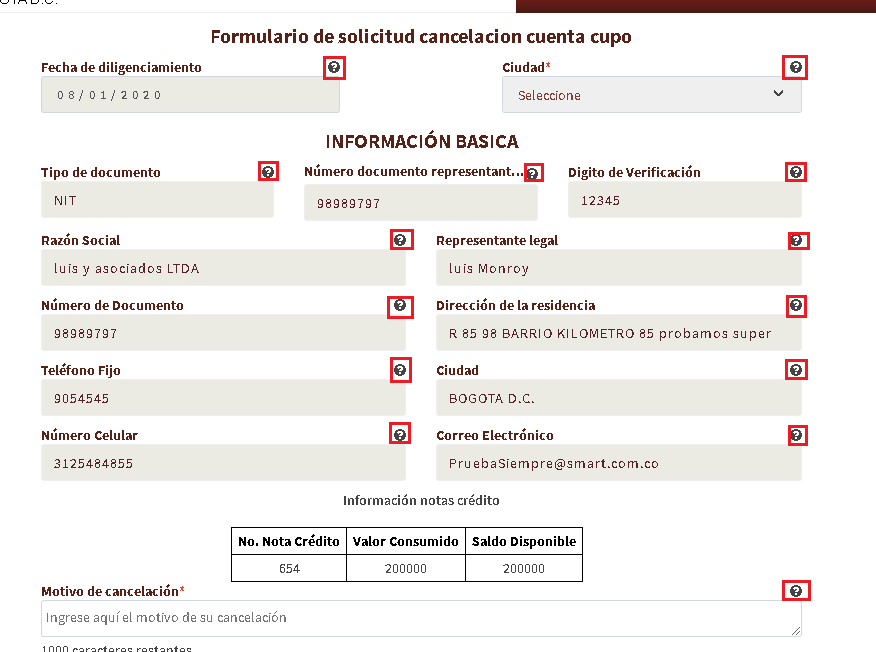 Formulario de solicitud cancelacion cuenta cupo
Fecha de diligenciamiento
Ciudad*
08/01/2020
Seleccione
INFORMACIÓN BASICA
Tipo de documento
Número documento representant...
Digito de Verificación
NIT
98989797
12345
Razón Social
Representante legal
luis y asociados LTDA
luis Monroy
Número de Documento
Dirección de la residencia
98989797
R 85 98 BARRIO KILOMETRO 85 probamos super
Teléfono Fijo
Ciudad
9054545
BOGOTA D.C.
Número Celular
Correo Electrónico
3125484855
PruebaSiempre@smart.com.co
Información notas crédito
No. Nota Crédito Valor Consumido Saldo Disponible
654 200000 200000
Motivo de cancelación*
Ingrese aquí el motivo de su cancelación
1000 caracteres restantes